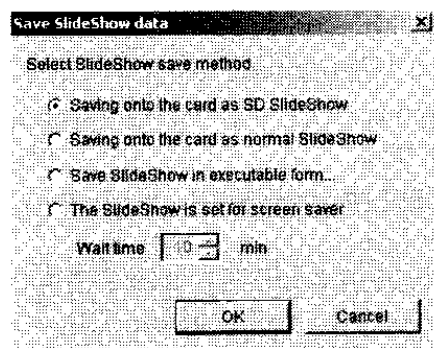 Save SlideShow data
Select SlideShow save method
Saving onto the card as SD SlideShow
Saving onto the card as normal SlideShow
Save SlideShow in executable form...
The SlideShow is set for screen saver
Wait time 10 min
OK Cancel